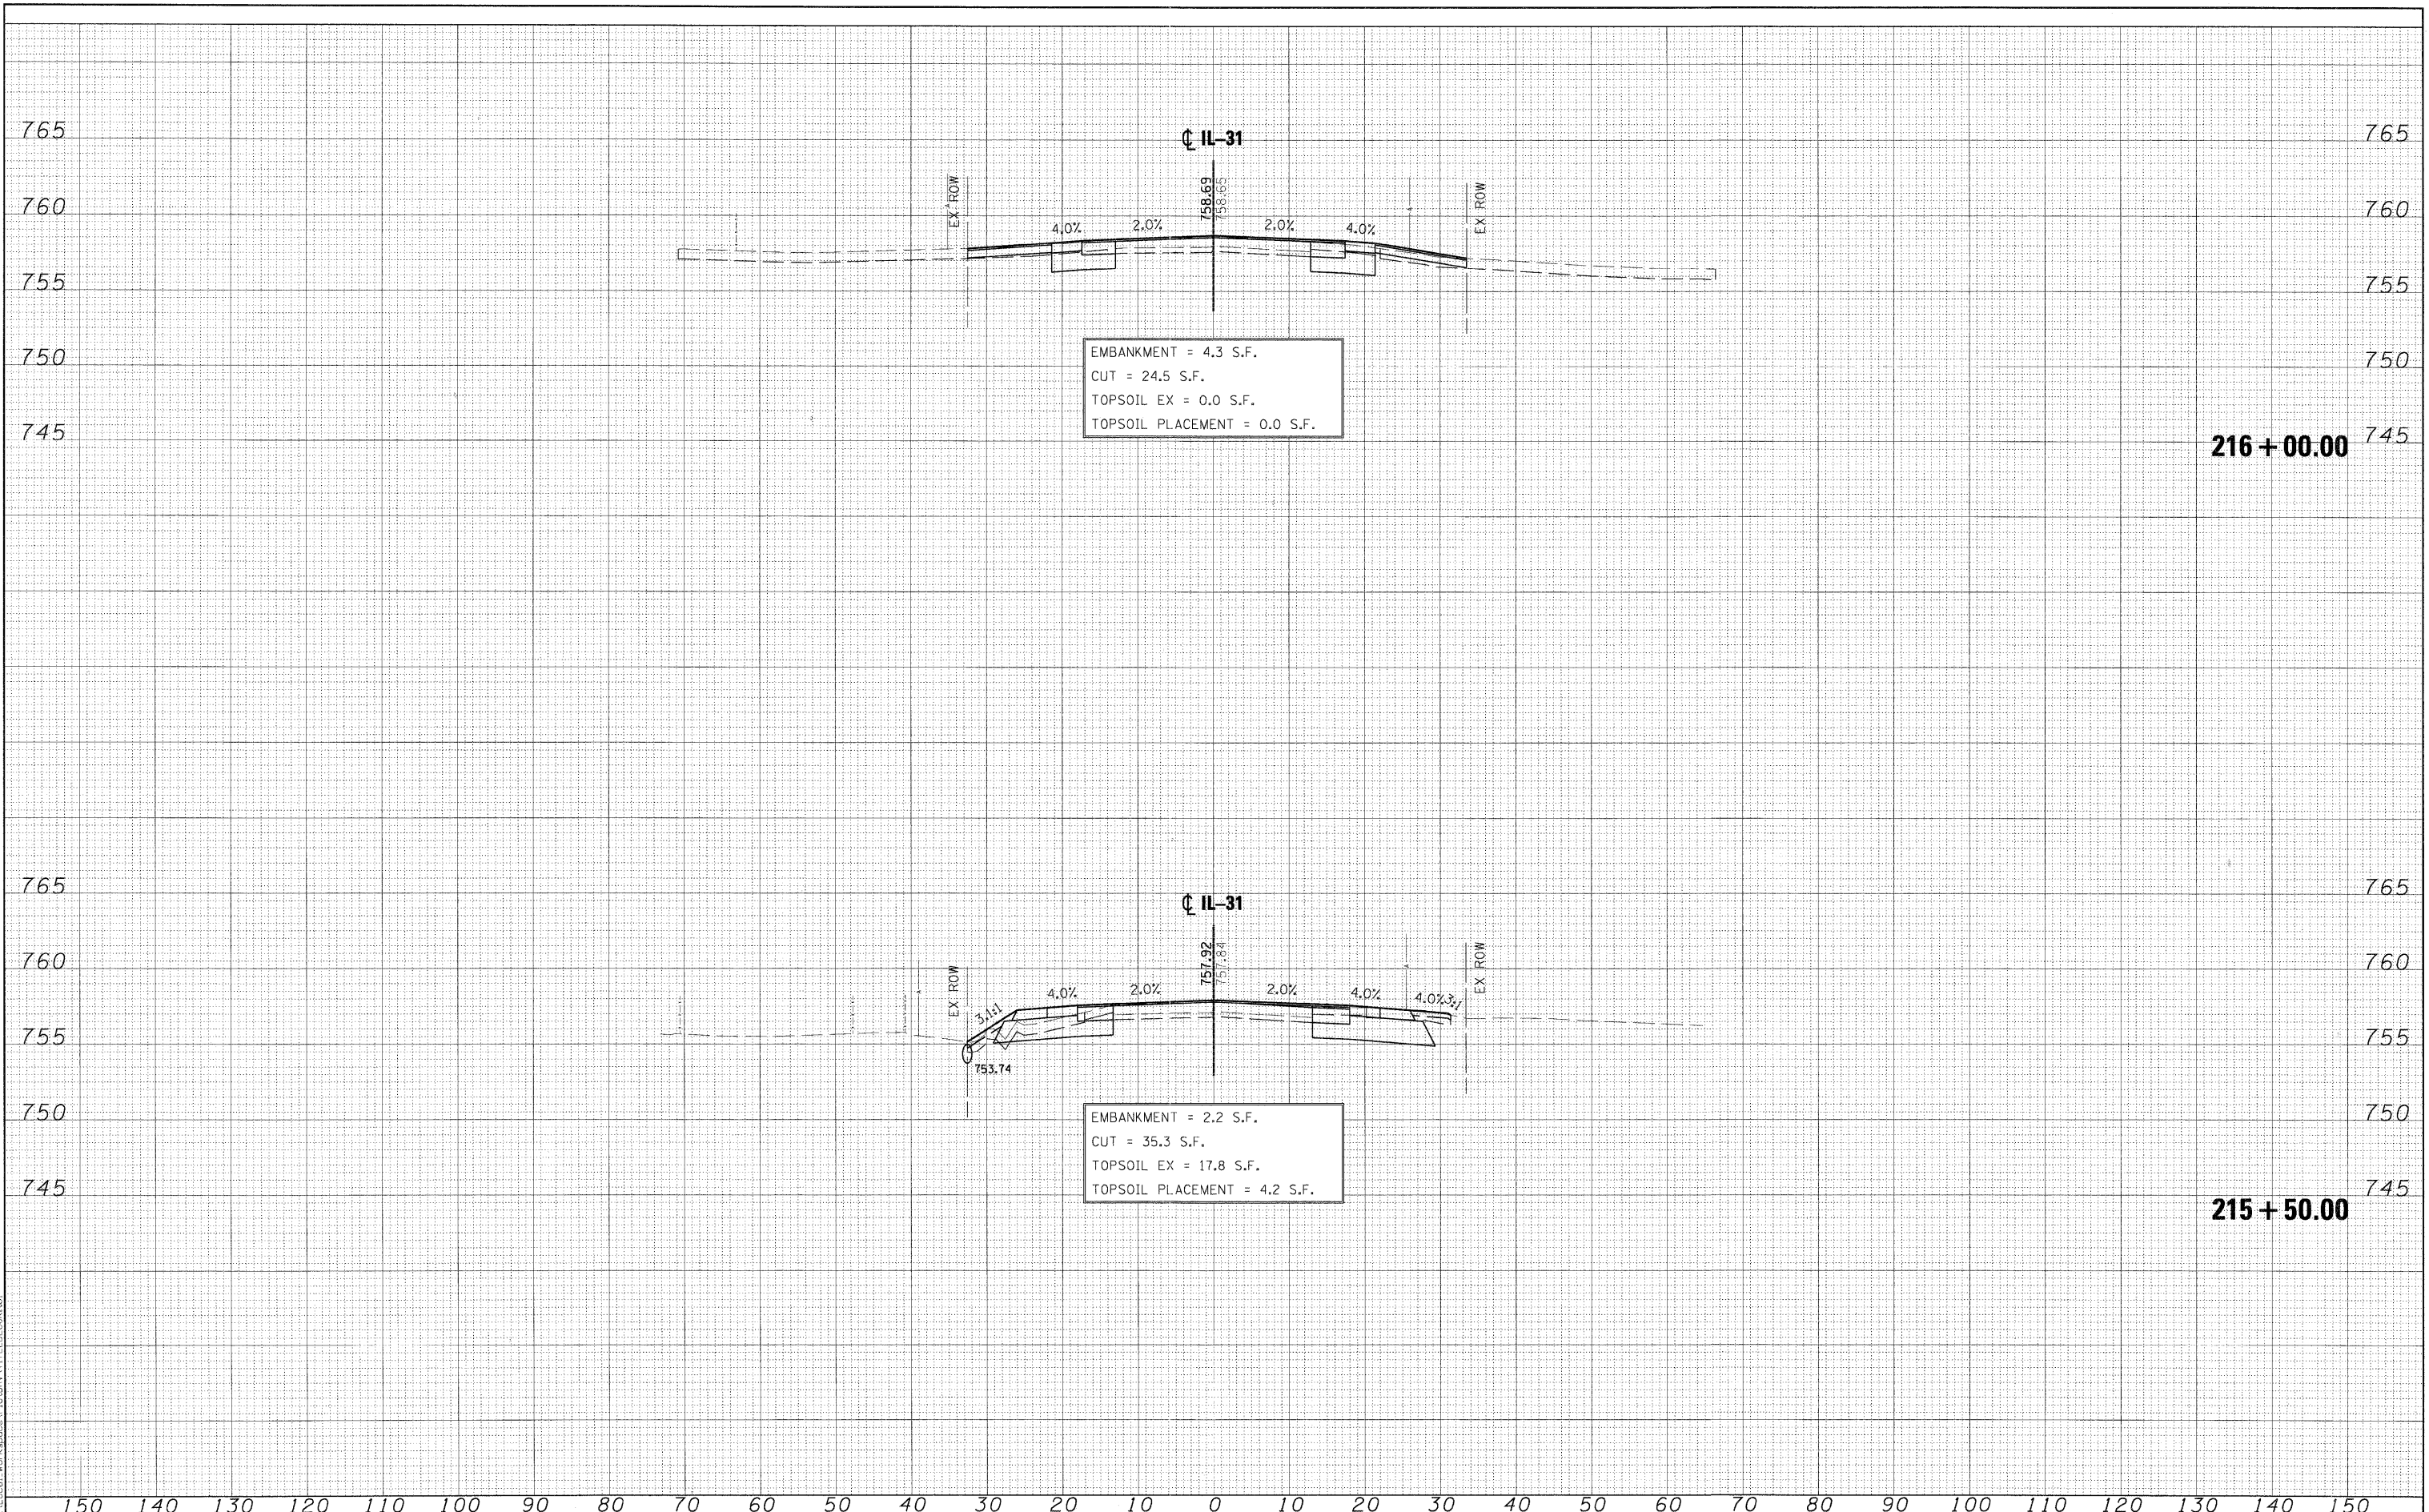 ℄ IL-31
765 765
EX ROW 758.69 758.65 EX ROW
760 760
4.0% 2.0% 2.0% 4.0%
755 755
750 750
EMBANKMENT = 4.3 S.F.
CUT = 24.5 S.F.
TOPSOIL EX = 0.0 S.F.
TOPSOIL PLACEMENT = 0.0 S.F.
745 745
216 + 00.00
765 765
℄ IL-31
EX ROW 757.92 757.84 EX ROW
760 760
3.1:1 4.0% 2.0% 2.0% 4.0% 4.0% 3:1
755 755
753.74
750 750
EMBANKMENT = 2.2 S.F.
CUT = 35.3 S.F.
TOPSOIL EX = 17.8 S.F.
TOPSOIL PLACEMENT = 4.2 S.F.
745 745
215 + 50.00
150 140 130 120 110 100 90 80 70 60 50 40 30 20 10 0 10 20 30 40 50 60 70 80 90 100 110 120 130 140 150